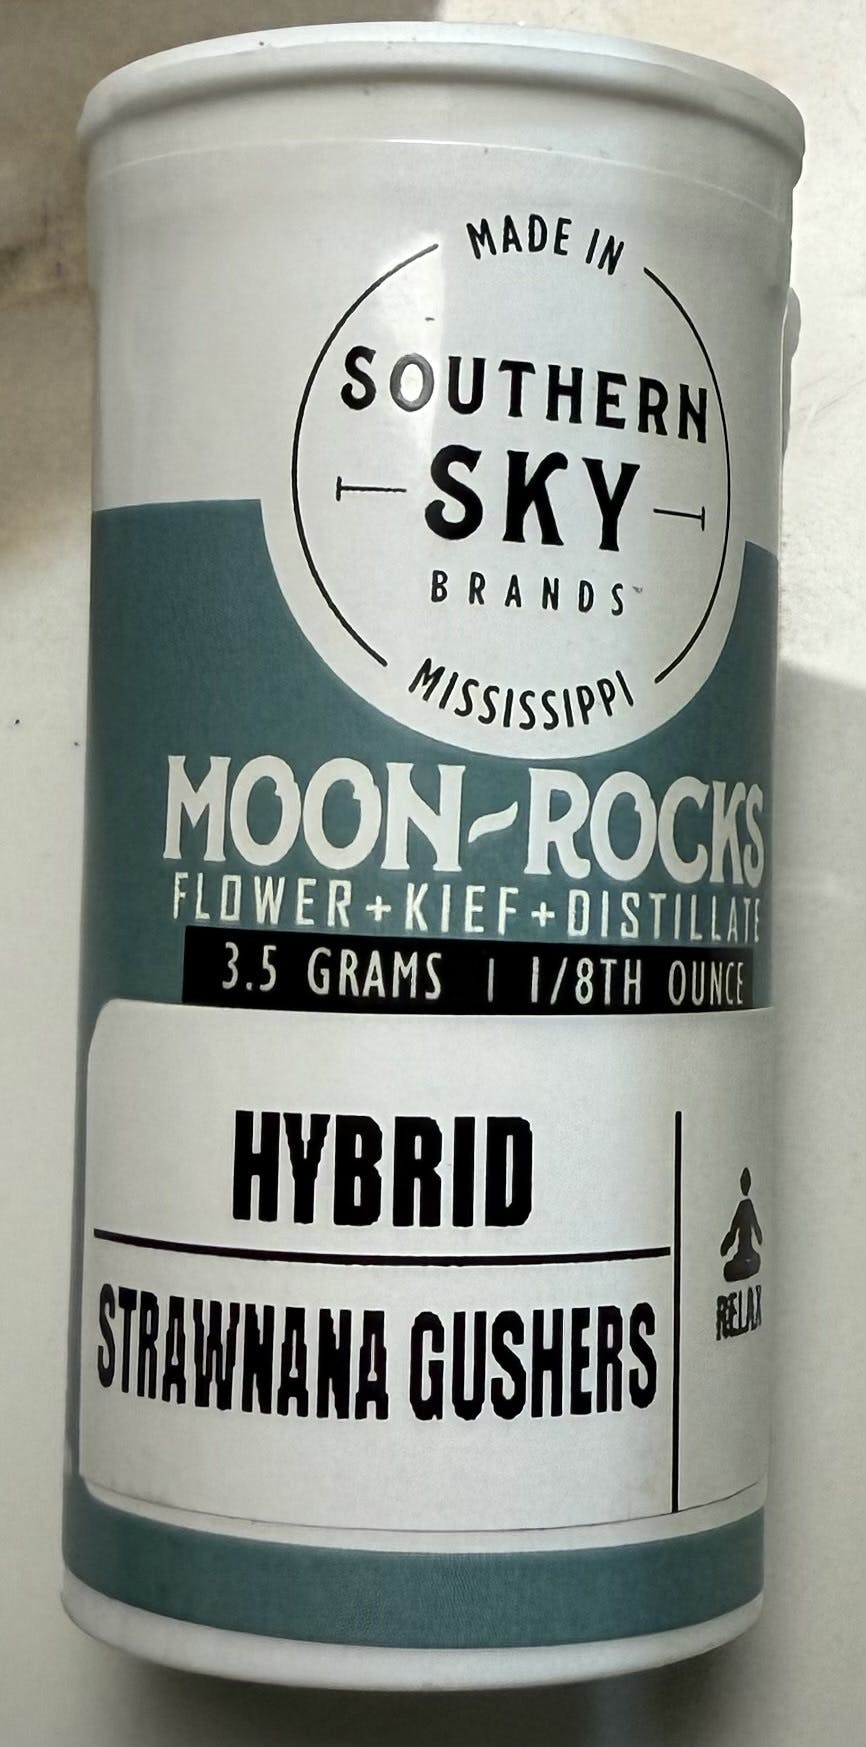 MADE IN
SOUTHERN
SKY
BRANDS
MISSISSIPPI
MOON-ROCKS
FLOWER+KIEF+DISTILLATE
3.5 GRAMS | 1/8TH OUNCE
HYBRID
STRAWNANA GUSHERS
RELAX